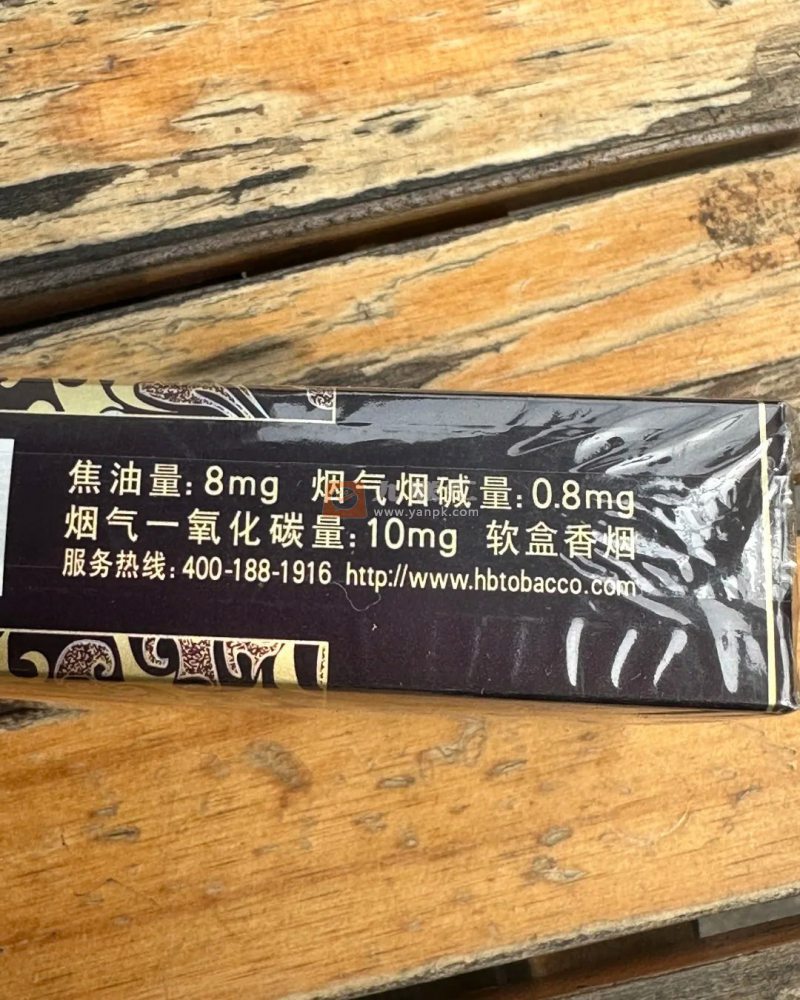 焦油量: 8mg 烟气烟碱量: 0.8mg
www.yanpk.com
烟气一氧化碳量: 10mg 软盒香烟
服务热线: 400-188-1916 http://www.hbtobacco.com